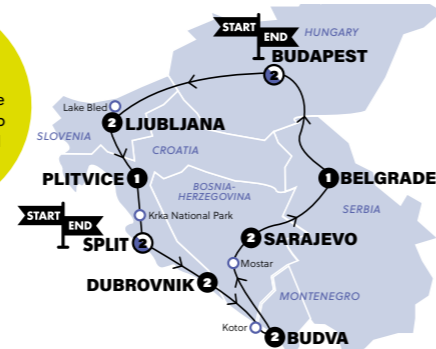 START
END
HUNGARY
BUDAPEST
2
Lake Bled
2 LJUBLJANA
SLOVENIA
CROATIA
PLITVICE 1
BOSNIA-
HERZEGOVINA
1 BELGRADE
SERBIA
START
END
Krka National Park
SPLIT 2
2 SARAJEVO
Mostar
DUBROVNIK 2
MONTENEGRO
Kotor
2 BUDVA